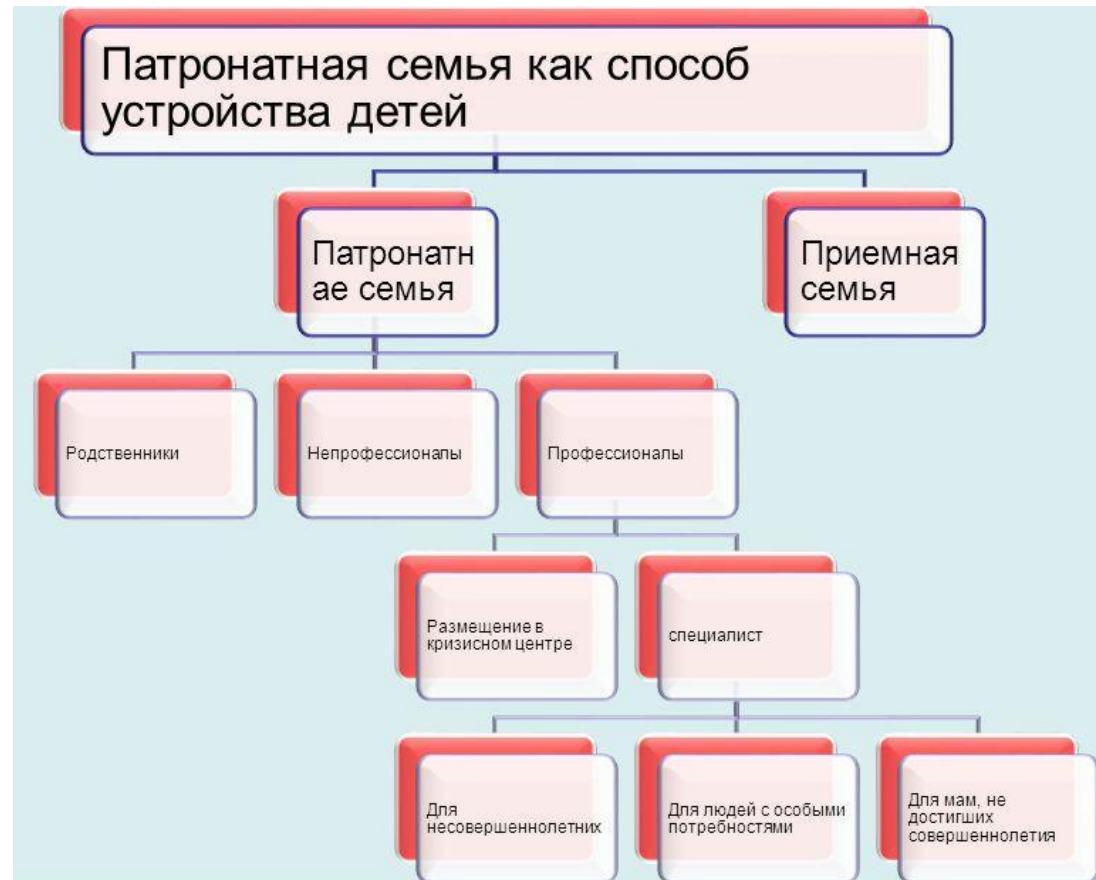 Патронатная семья как способ
устройства детей
Патронатн
ае семья
Приемная
семья
Родственники
Непрофессионалы
Профессионалы
Размещение в
кризисном центре
специалист
Для
несовершеннолетних
Для людей с особыми
потребностями
Для мам, не
достигших
совершеннолетия